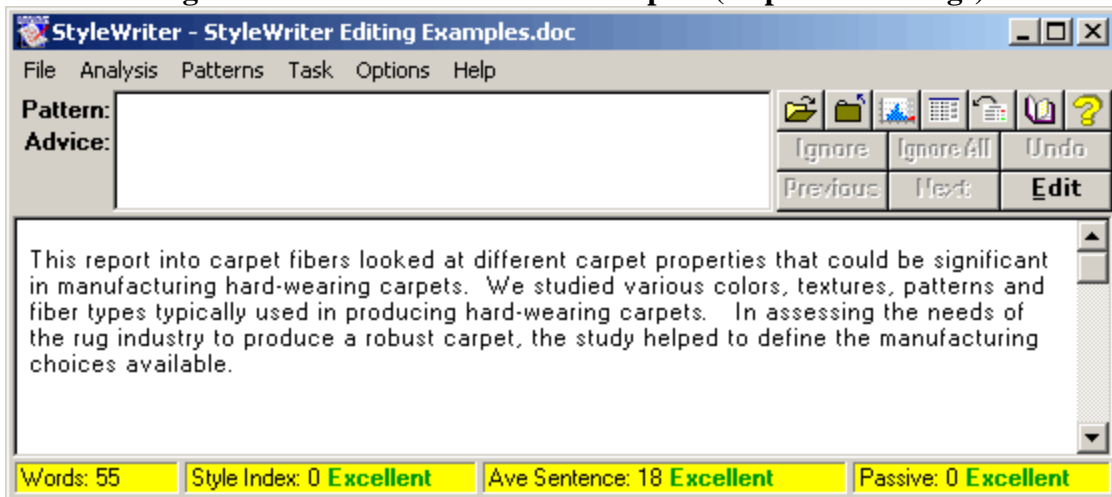 StyleWriter - StyleWriter Editing Examples.doc
File Analysis Patterns Task Options Help
Pattern:
Advice:
Ignore Ignore All Undo
Previous Next Edit
This report into carpet fibers looked at different carpet properties that could be significant
in manufacturing hard-wearing carpets. We studied various colors, textures, patterns and
fiber types typically used in producing hard-wearing carpets. In assessing the needs of
the rug industry to produce a robust carpet, the study helped to define the manufacturing
choices available.
Words: 55 Style Index: 0 Excellent Ave Sentence: 18 Excellent Passive: 0 Excellent